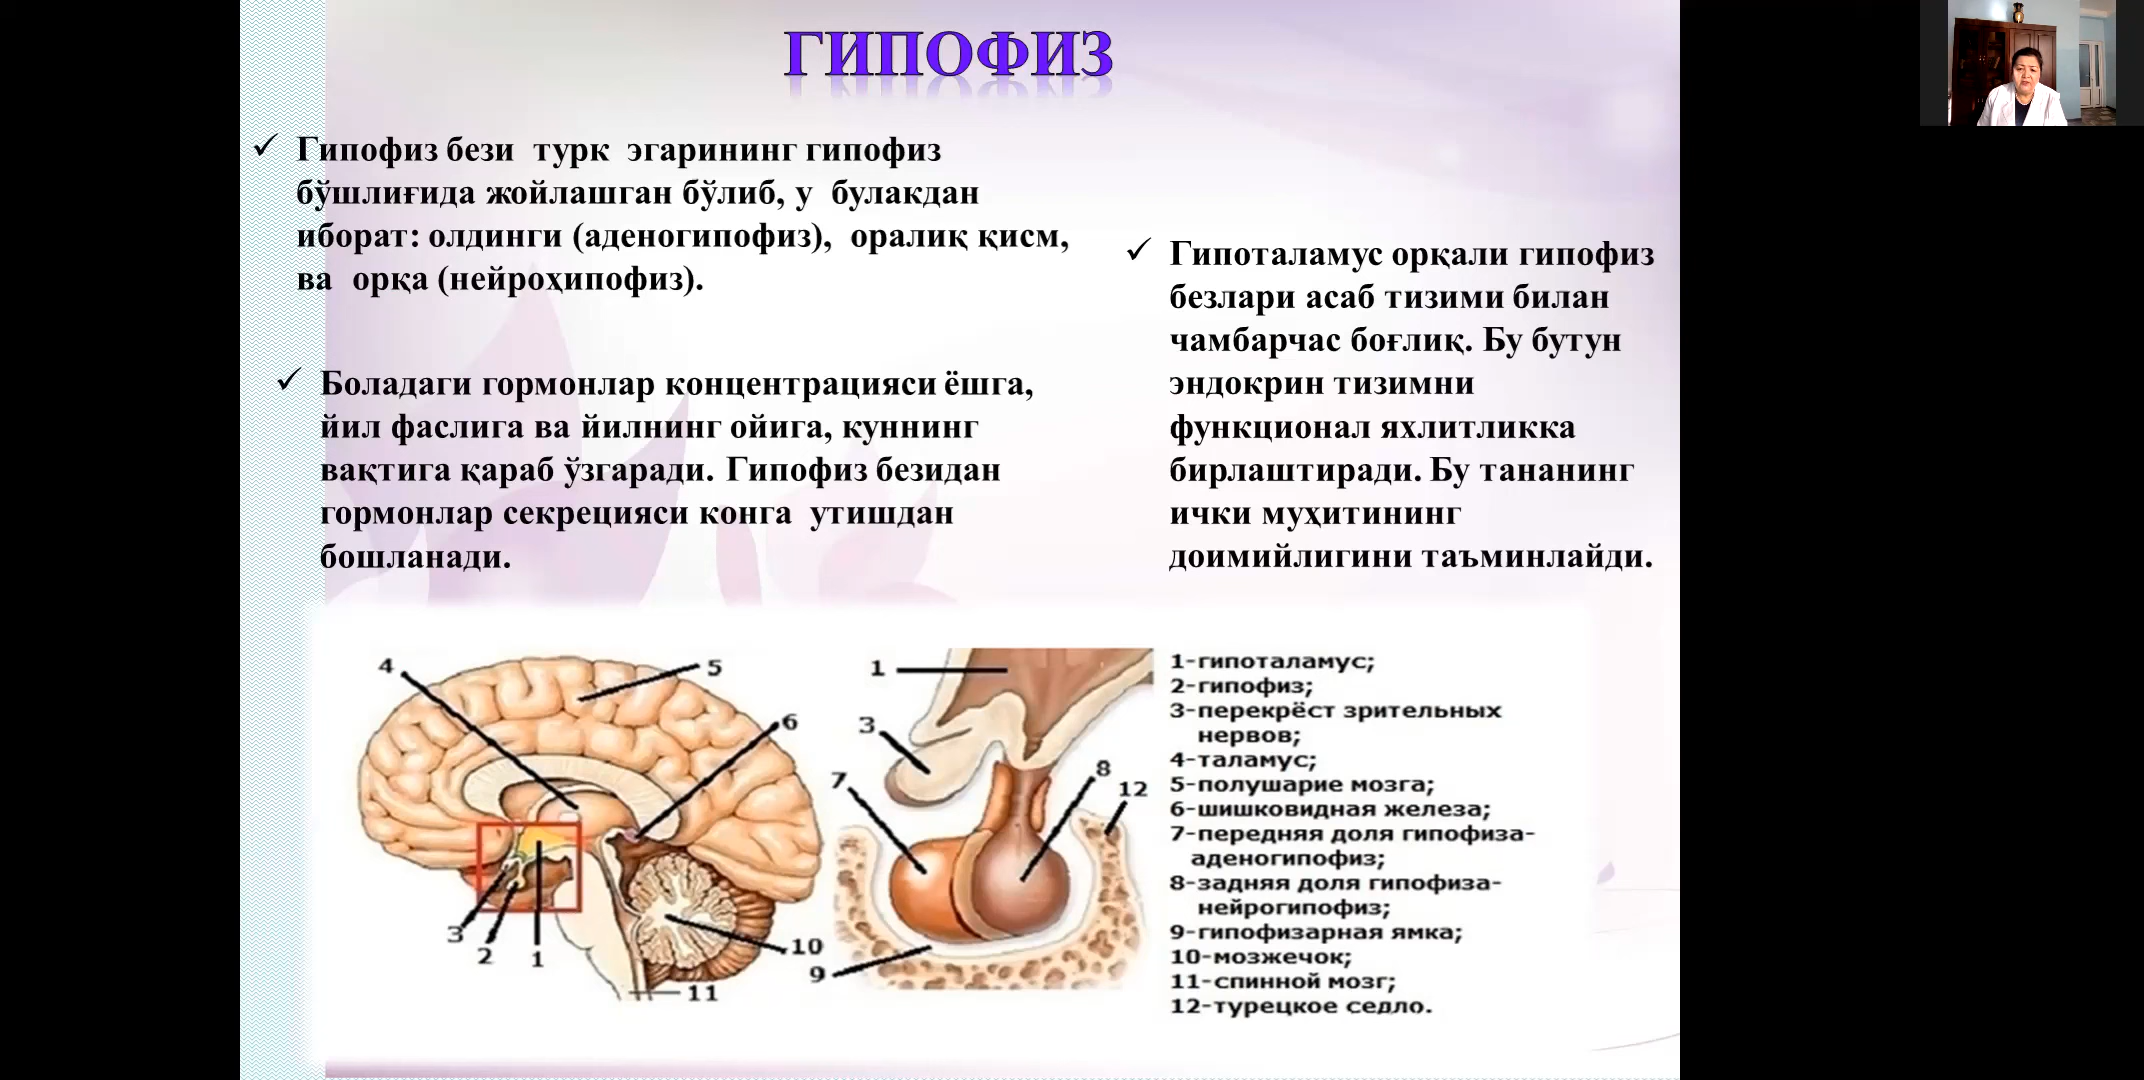 ГИПОФИЗ
Гипофиз бези турк эгарининг гипофиз
бўшлиғида жойлашган бўлиб, у булакдан
иборат: олдинги (аденогипофиз), оралиқ қисм,
ва орқа (нейроҳипофиз).
Боладаги гормонлар концентрацияси ёшга,
йил фаслига ва йилнинг ойига, куннинг
вақтига қараб ўзгаради. Гипофиз безидан
гормонлар секрецияси конга утишдан
бошланади.
Гипоталамус орқали гипофиз
безлари асаб тизими билан
чамбарчас боғлиқ. Бу бутун
эндокрин тизимни
функционал яхлитликка
бирлаштиради. Бу тананинг
ички муҳитининг
доимийлигини таъминлайди.
4
5
6
3
2
1
10
11
1
3
7
8
12
9
1-гипоталамус;
2-гипофиз;
3-перекрёст зрительных
нервов;
4-таламус;
5-полушарие мозга;
6-шишковидная железа;
7-передняя доля гипофиза-
аденогипофиз;
8-задняя доля гипофиза-
нейрогипофиз;
9-гипофизарная ямка;
10-мозжечок;
11-спинной мозг;
12-турецкое седло.